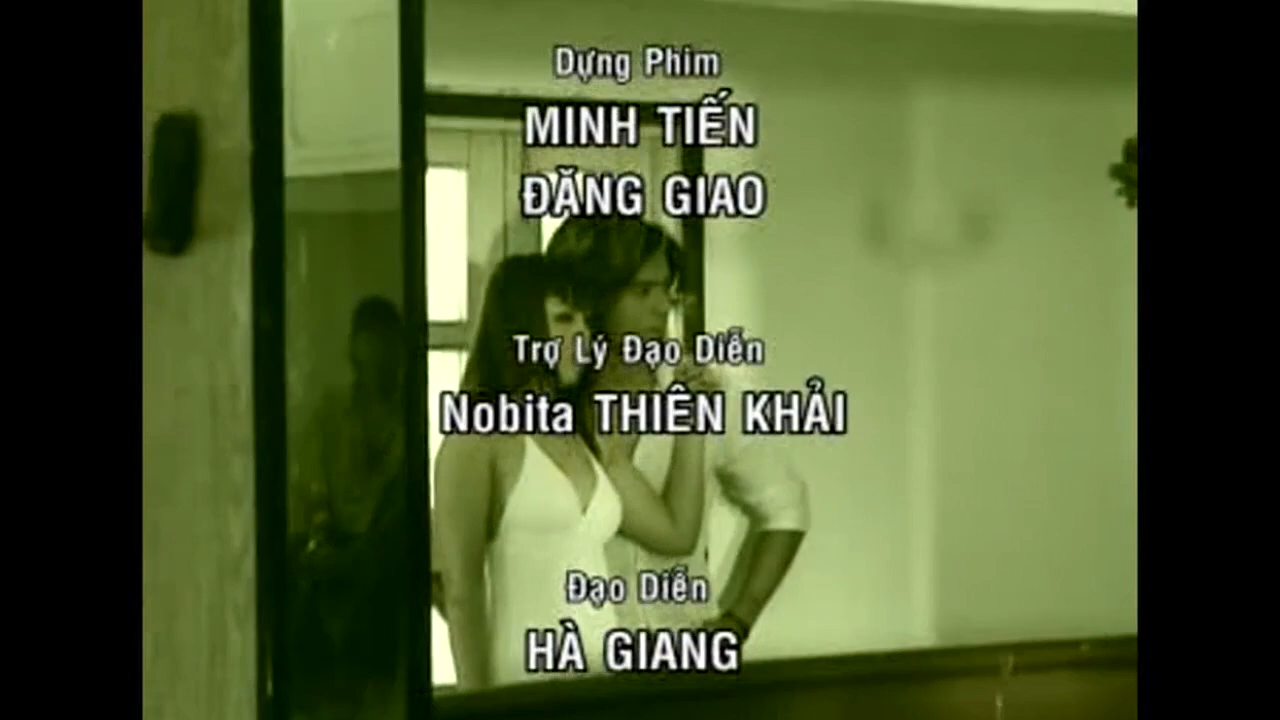 Dựng Phim
MINH TIẾN
ĐĂNG GIAO
Trợ Lý Đạo Diễn
Nobita THIÊN KHẢI
Đạo Diễn
HÀ GIANG